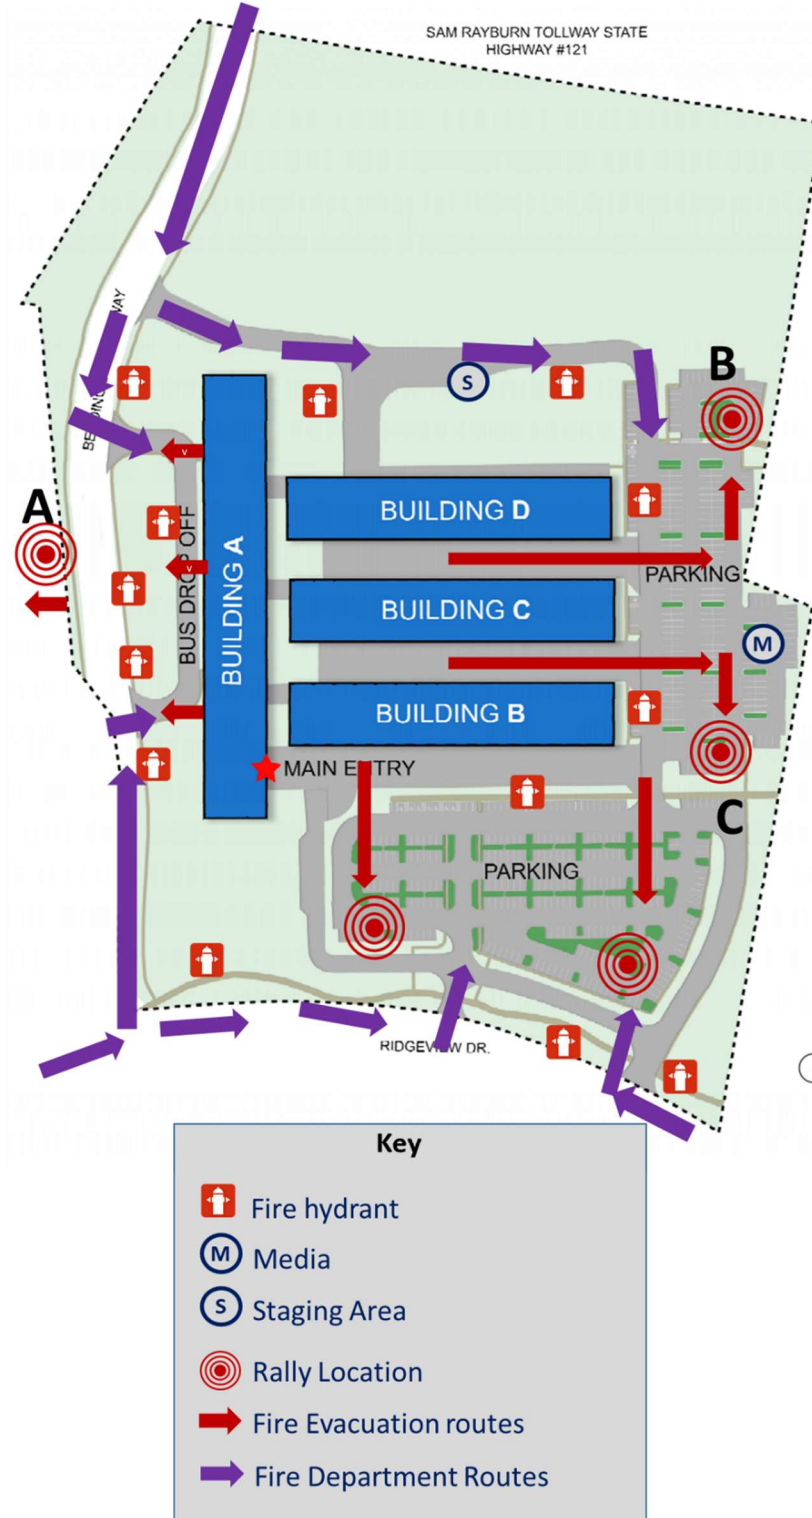 SAM RAYBURN TOLLWAY STATE
HIGHWAY #121
WAY
B
S
V
A
BUILDING D
BUS DROP OFF
V
BUILDING A
PARKING
BUILDING C
M
BUILDING B
MAIN ENTRY
C
PARKING
RIDGEVIEW DR.
Key
Fire hydrant
M Media
S Staging Area
Rally Location
Fire Evacuation routes
Fire Department Routes